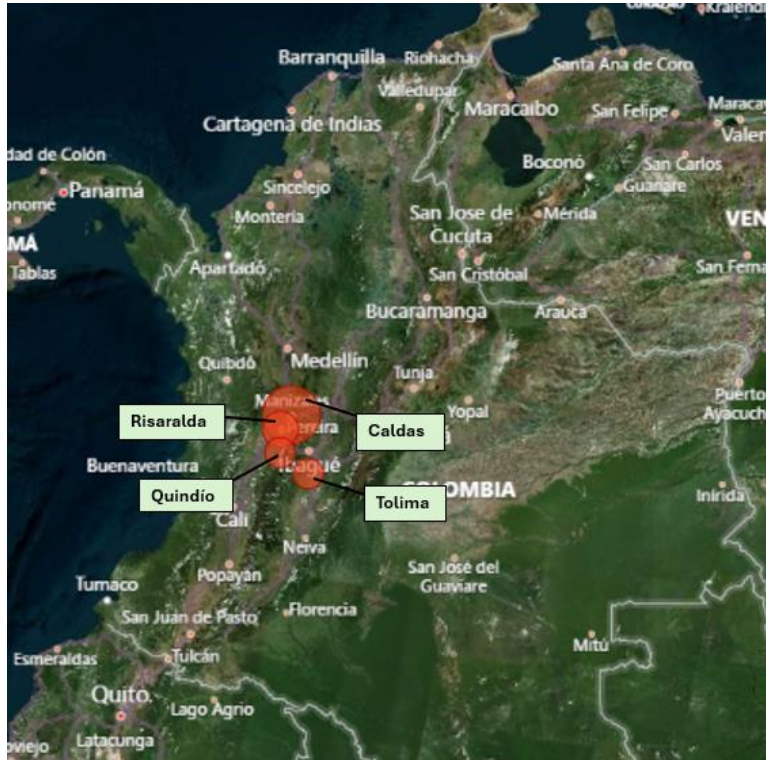 Kralendi
Barranquilla
Riohacha
Santa Ana de Coro
Valledupar
Maracaibo
San Felipe
Maracay
Cartagena de Indias
Valen
dad de Colón
Boconó
San Carlos
Panamá
Sincelejo
Guanare
onomé
Montería
San Jose de
Cucuta
Mérida
VEN
MÁ
Tablas
Apartadó
San Cristóbal
San Ferna
Bucaramanga
Arauca
Quibdó
Medellín
Tunja
Puerto
Ayacuch
Manizales
Yopal
Risaralda
Pereira
Caldas
Buenaventura
Ibagué
Quindío
Tolima
COLOMBIA
Inírida
Cali
Neiva
San José del
Guaviare
Popayán
Tumaco
Florencia
San Juan de Pasto
Mitú
Esmeraldas
Tulcán
Quito
Lago Agrio
oviejo
Latacunga